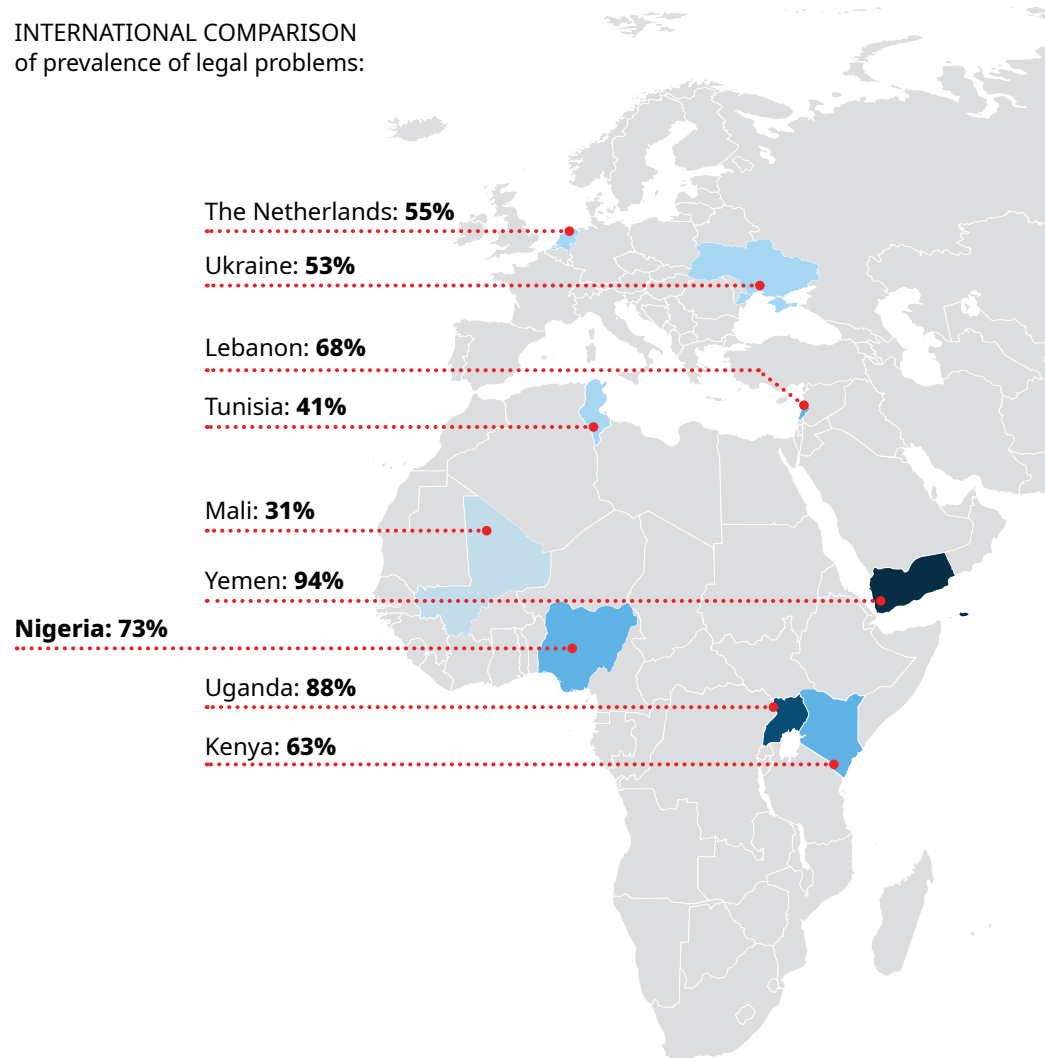 INTERNATIONAL COMPARISON
of prevalence of legal problems:
The Netherlands: 55%
Ukraine: 53%
Lebanon: 68%
Tunisia: 41%
Mali: 31%
Yemen: 94%
Nigeria: 73%
Uganda: 88%
Kenya: 63%